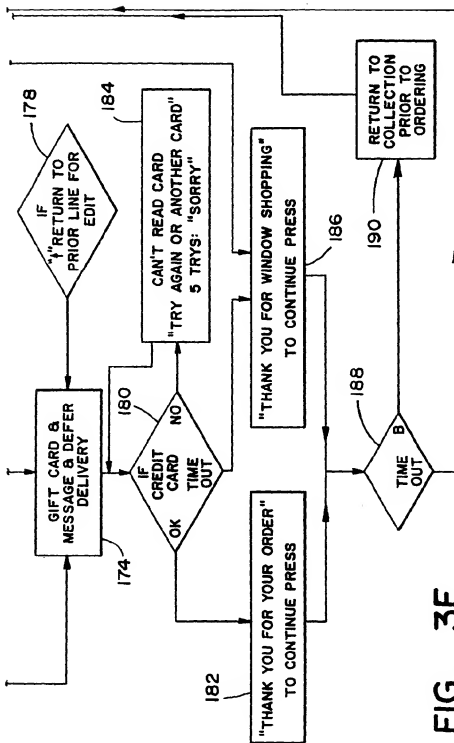 178
IF
"↑"RETURN TO
PRIOR LINE FOR
EDIT
GIFT CARD &
MESSAGE & DEFER
DELIVERY
174
184
CAN'T READ CARD
"TRY AGAIN OR ANOTHER CARD"
5 TRYS: "SORRY"
180
IF
CREDIT
CARD
TIME
OUT
OK
NO
"THANK YOU FOR YOUR ORDER"
TO CONTINUE PRESS
182
"THANK YOU FOR WINDOW SHOPPING"
TO CONTINUE PRESS
186
188
TIME
OUT
B
RETURN TO
COLLECTION
PRIOR TO
ORDERING
190